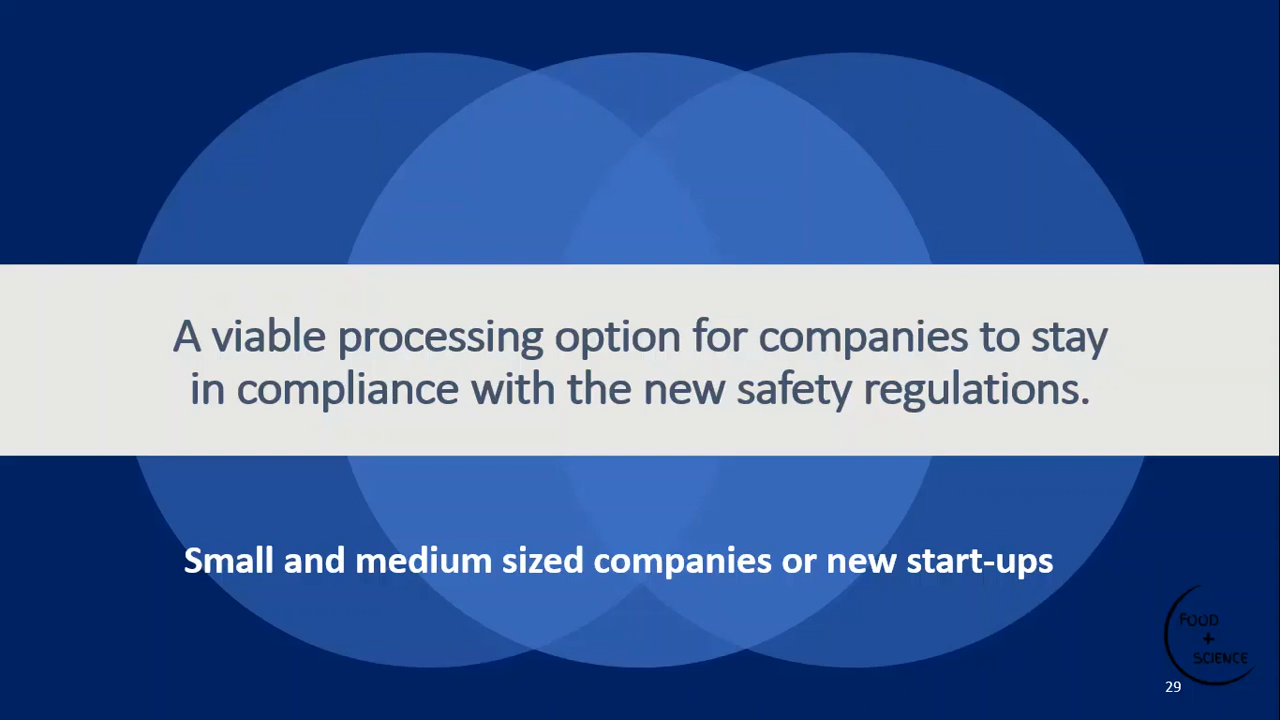 A viable processing option for companies to stay
in compliance with the new safety regulations.
Small and medium sized companies or new start-ups
FOOD
+
SCIENCE
29